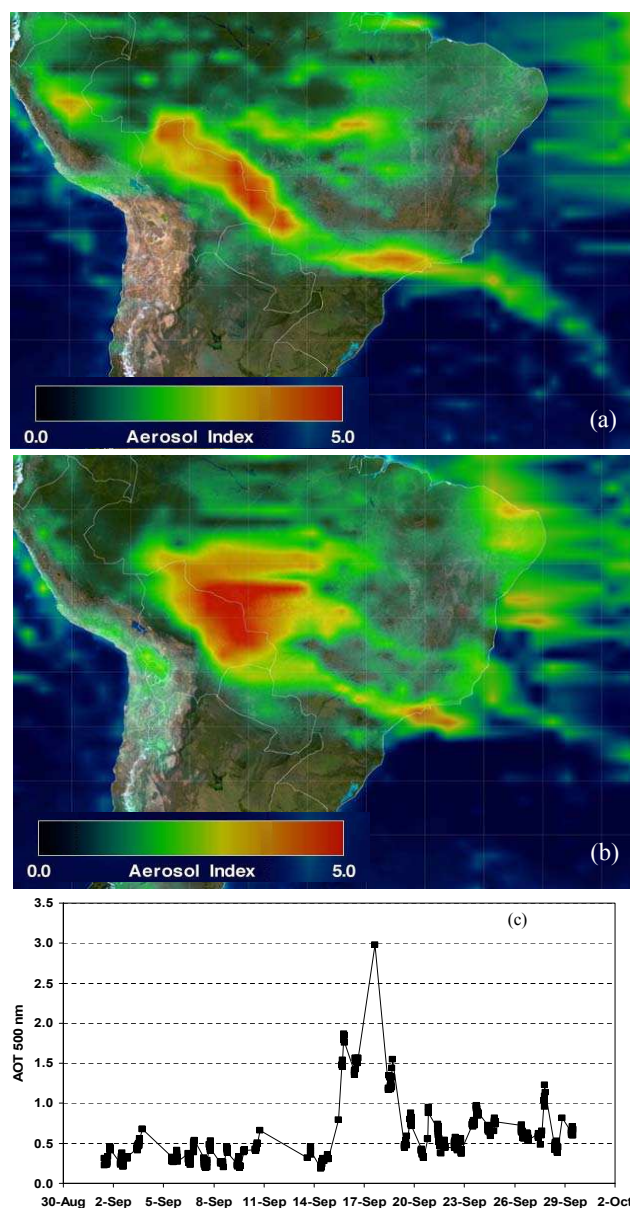 0.0 Aerosol Index 5.0
(a)
0.0 Aerosol Index 5.0
(b)
(c)
3.5
3.0
2.5
2.0
1.5
1.0
0.5
0.0
AOT 500 nm
30-Aug 2-Sep 5-Sep 8-Sep 11-Sep 14-Sep 17-Sep 20-Sep 23-Sep 26-Sep 29-Sep 2-Oct